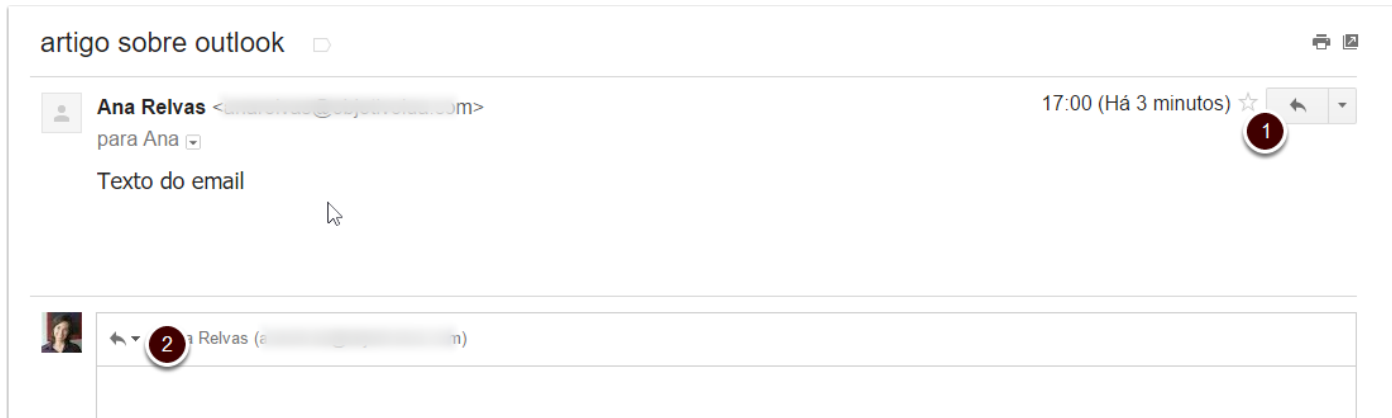 artigo sobre outlook
Ana Relvas < m>
17:00 (Há 3 minutos)
1
para Ana
Texto do email
2
Relvas ( m)